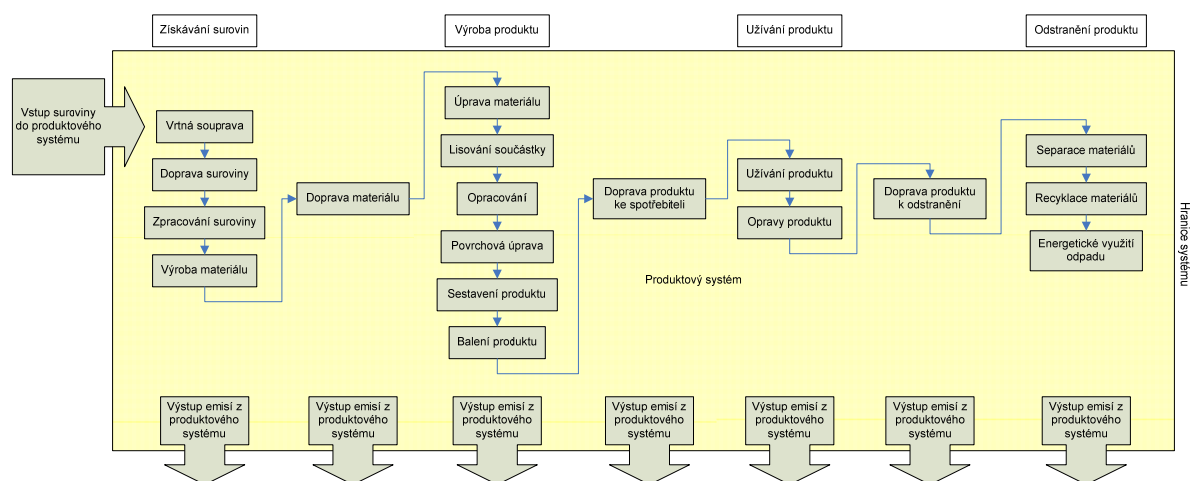 Získávání surovin
Výroba produktu
Užívání produktu
Odstranění produktu
Vstup suroviny
do produktového
systému
Vrtná souprava
Doprava suroviny
Zpracování suroviny
Výroba materiálu
Doprava materiálu
Úprava materiálu
Lisování součástky
Opracování
Povrchová úprava
Sestavení produktu
Balení produktu
Doprava produktu
ke spotřebiteli
Užívání produktu
Opravy produktu
Doprava produktu
k odstranění
Separace materiálů
Recyklace materiálů
Energetické využití
odpadu
Produktový systém
Hranice systému
Výstup emisí z
produktového
systému
Výstup emisí z
produktového
systému
Výstup emisí z
produktového
systému
Výstup emisí z
produktového
systému
Výstup emisí z
produktového
systému
Výstup emisí z
produktového
systému
Výstup emisí z
produktového
systému